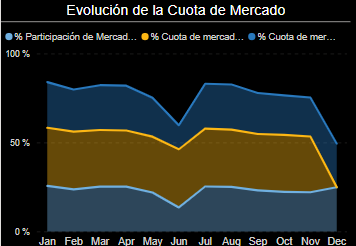 Evolución de la Cuota de Mercado
% Participación de Mercad... % Cuota de mercad... % Cuota de mer...
100 %
50 %
0 %
Jan Feb Mar Apr May Jun Jul Aug Sep Oct Nov Dec